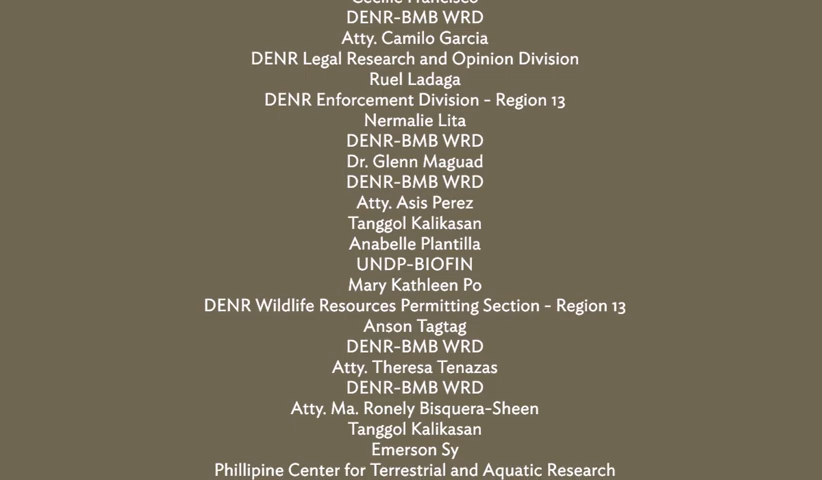 Cecille Francisco
DENR-BMB WRD
Atty. Camilo Garcia
DENR Legal Research and Opinion Division
Ruel Ladaga
DENR Enforcement Division - Region 13
Nermalie Lita
DENR-BMB WRD
Dr. Glenn Maguad
DENR-BMB WRD
Atty. Asis Perez
Tanggol Kalikasan
Anabelle Plantilla
UNDP-BIOFIN
Mary Kathleen Po
DENR Wildlife Resources Permitting Section - Region 13
Anson Tagtag
DENR-BMB WRD
Atty. Theresa Tenazas
DENR-BMB WRD
Atty. Ma. Ronely Bisquera-Sheen
Tanggol Kalikasan
Emerson Sy
Phillipine Center for Terrestrial and Aquatic Research